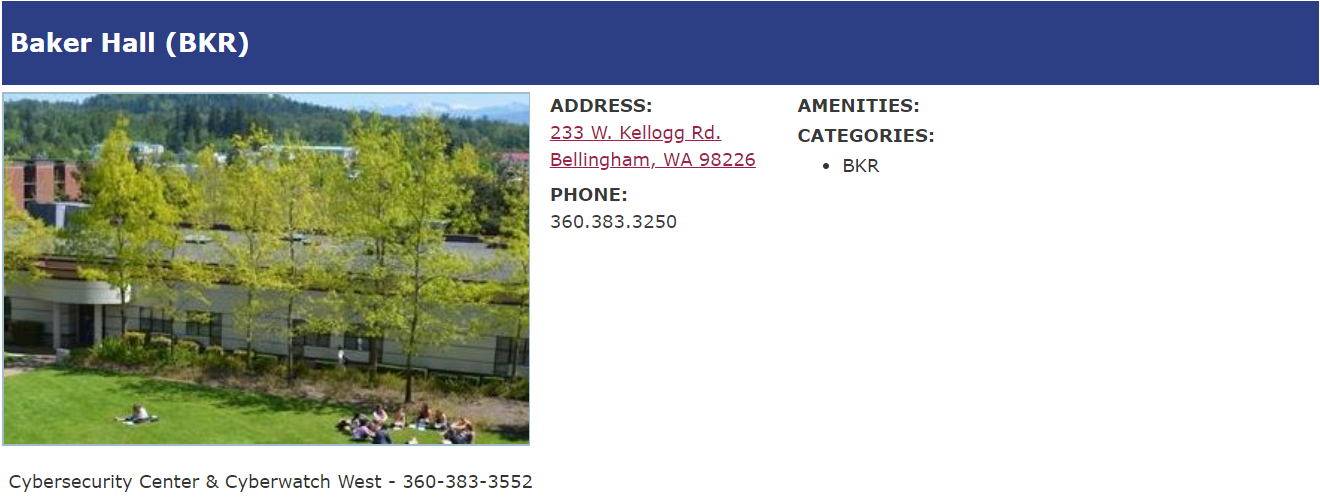 Baker Hall (BKR)
ADDRESS:
233 W. Kellogg Rd.
Bellingham, WA 98226
PHONE:
360.383.3250
AMENITIES:
CATEGORIES:
• BKR
Cybersecurity Center & Cyberwatch West - 360-383-3552